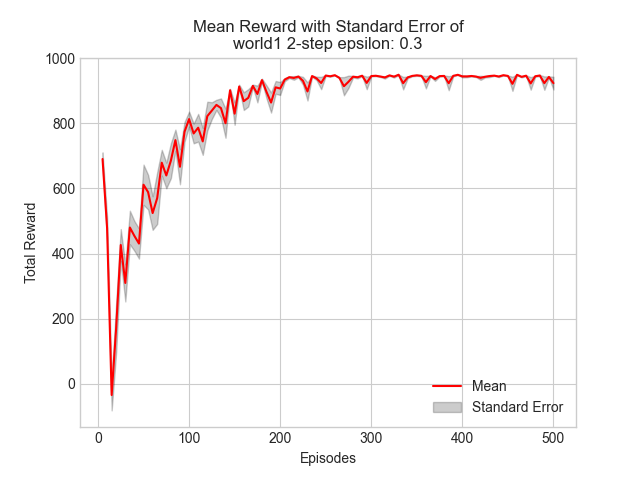 Mean Reward with Standard Error of
world1 2-step epsilon: 0.3
1000
800
600
400
200
0
Total Reward
Mean
Standard Error
0 100 200 300 400 500
Episodes